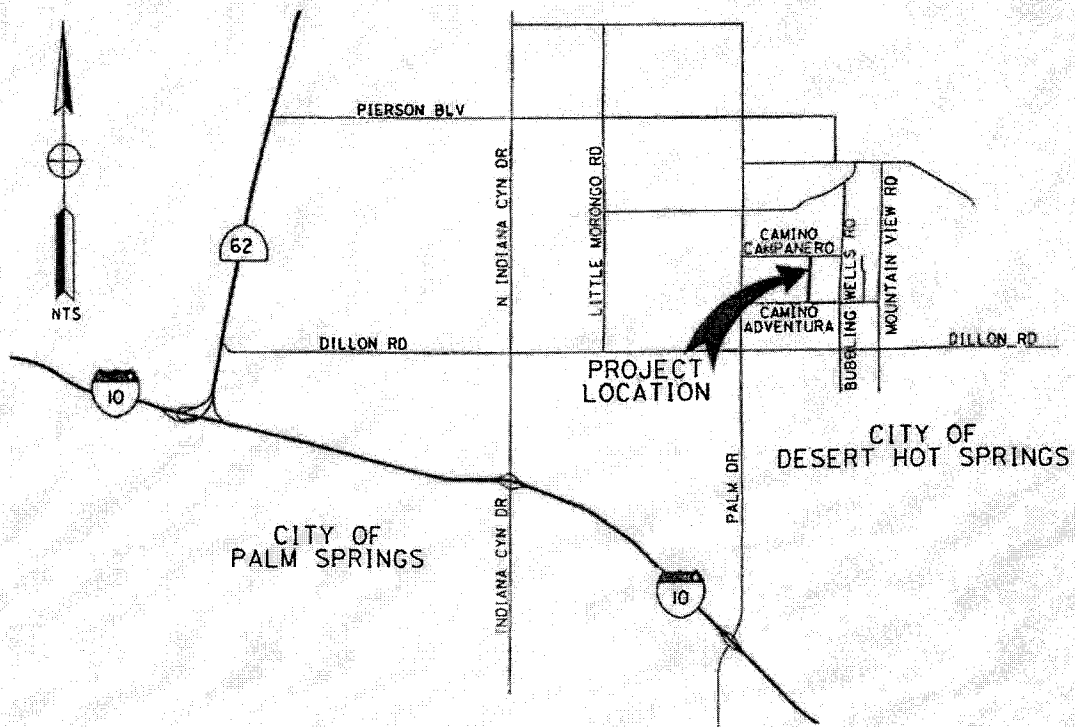 PIERSON BLV
N INDIANA CYN DR
LITTLE MORONGO RD
62
NTS
CAMINO
CAMPANERO
BUBBLING WELLS RD
MOUNTAIN VIEW RD
CAMINO
ADVENTURA
DILLON RD
DILLON RD
PROJECT
LOCATION
10
CITY OF
DESERT HOT SPRINGS
PALM DR
CITY OF
PALM SPRINGS
INDIANA CYN DR
10